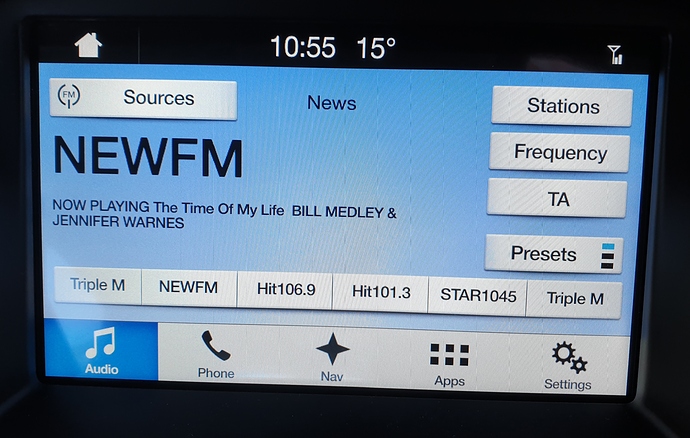 10:55 15°
FM Sources
News
Stations
NEWFM
Frequency
NOW PLAYING The Time Of My Life BILL MEDLEY &
JENNIFER WARNES
TA
Presets
Triple M NEWFM Hit106.9 Hit101.3 STAR1045 Triple M
Audio Phone Nav Apps Settings